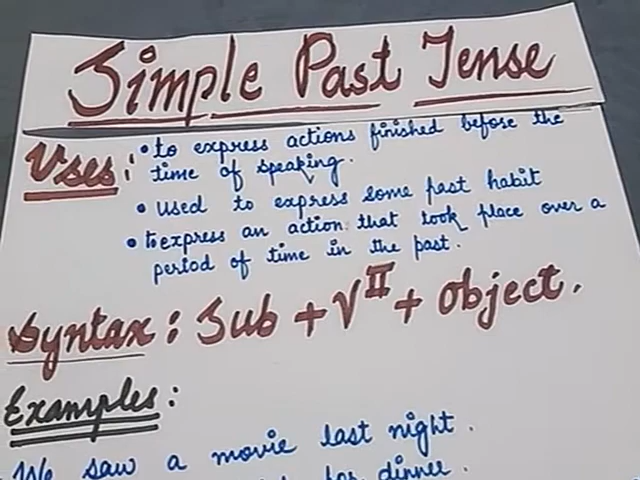 Simple Past Tense
Uses: • to express actions finished before the
time of speaking.
• used to express some past habit
• to express an action that took place over a
period of time in the past.
Syntax: Sub + V II + Object.
Examples:
We saw a movie last night.
for dinner.